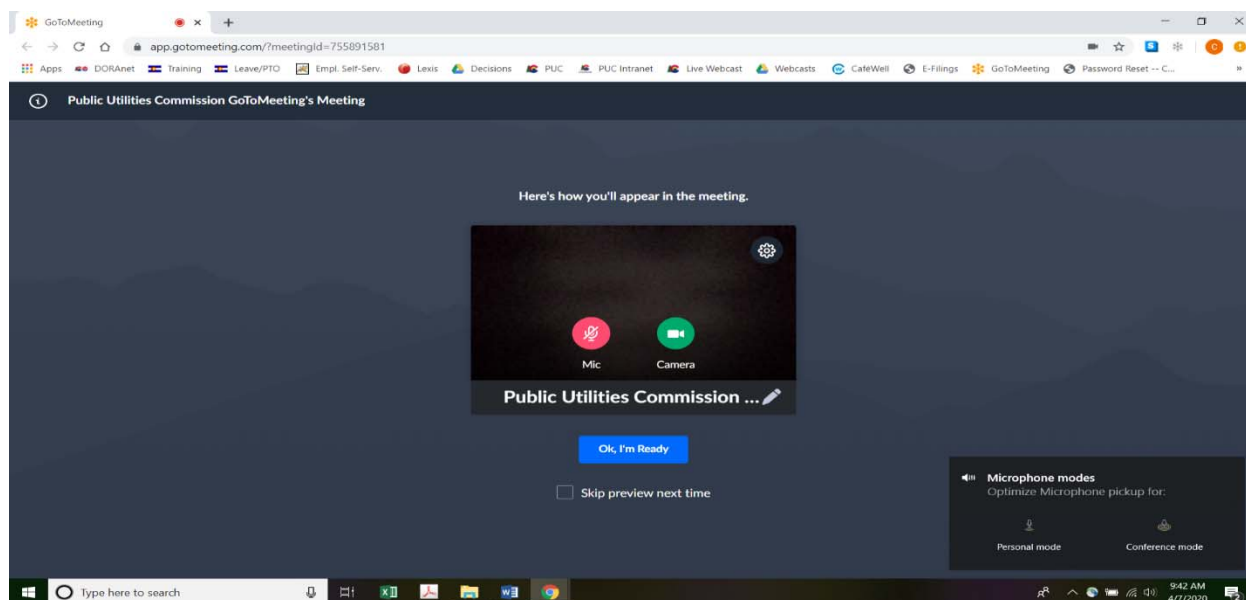 GoToMeeting
app.gotomeeting.com/?meetingId=755891581
Apps DORAnet Training Leave/PTO Empl. Self-Serv. Lexis Decisions PUC PUC Intranet Live Webcast Webcasts CafeWell E-Filings GoToMeeting Password Reset -- C...
Public Utilities Commission GoToMeeting's Meeting
Here's how you'll appear in the meeting.
Mic Camera
Public Utilities Commission ...
Ok, I'm Ready
Skip preview next time
Microphone modes
Optimize Microphone pickup for:
Personal mode Conference mode
Type here to search
9:42 AM
4/7/2020